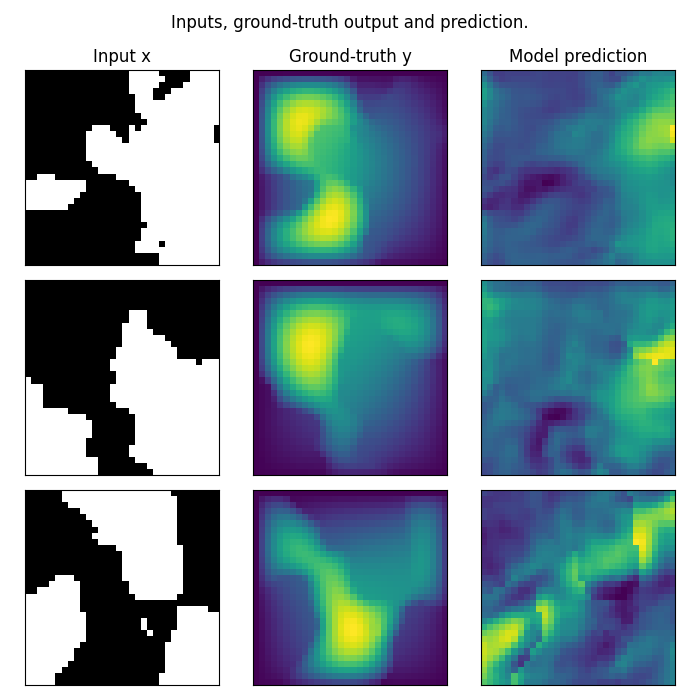 Inputs, ground-truth output and prediction.
Input x
Ground-truth y
Model prediction